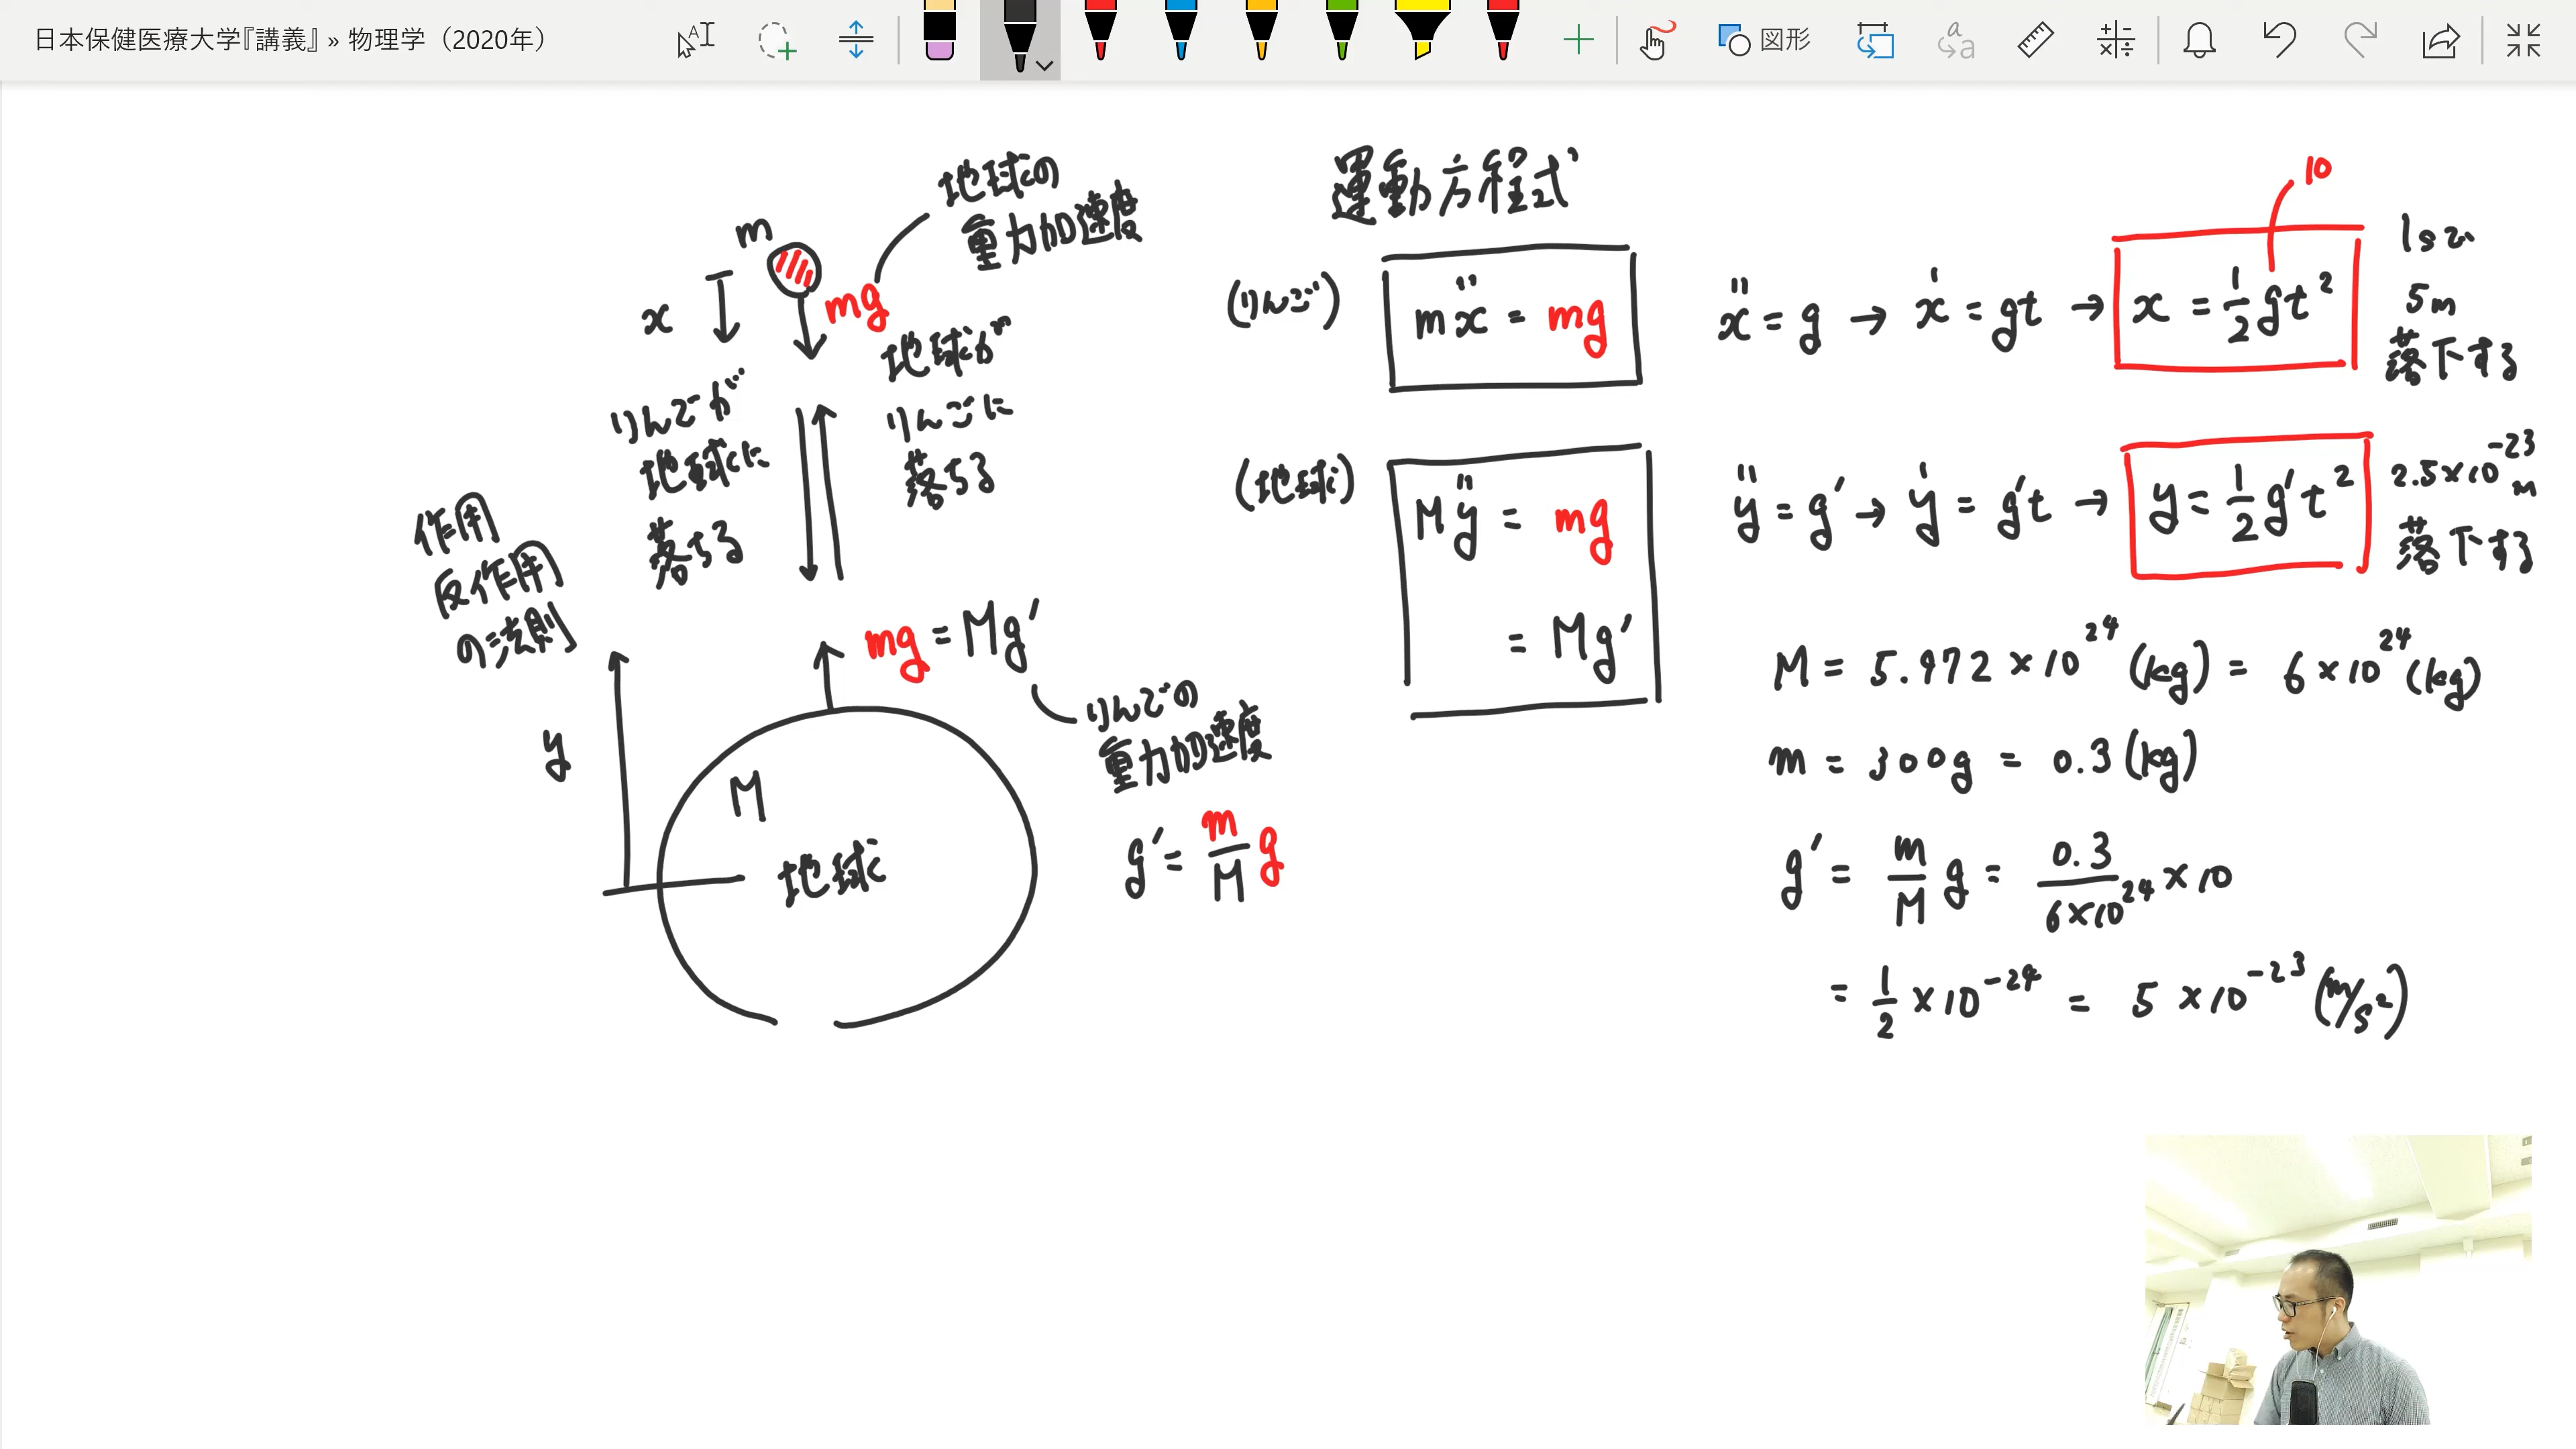 日本保健医療大学『講義』 » 物理学（2020年）
図形
地球の
重力加速度
m
mg
x
りんごが
地球に
落ちる
地球が
りんごに
落ちる
作用
反作用
の法則
mg = Mg′
りんごの
重力加速度
y
M
地球
g′ = m/M g
運動方程式
(りんご)
mẍ = mg
ẍ = g → ẋ = gt → x = 1/2 gt²
10
1sで
5m
落下する
(地球)
Mÿ = mg
= Mg′
ÿ = g′ → ẏ = g′t → y = 1/2 g′t²
2.5×10⁻²³ m
落下する
M = 5.972 × 10²⁴ (kg) = 6×10²⁴ (kg)
m = 300g = 0.3 (kg)
g′ = m/M g = 0.3/6×10²⁴ × 10
= 1/2 × 10⁻²⁴ = 5 × 10⁻²³ (m/s²)